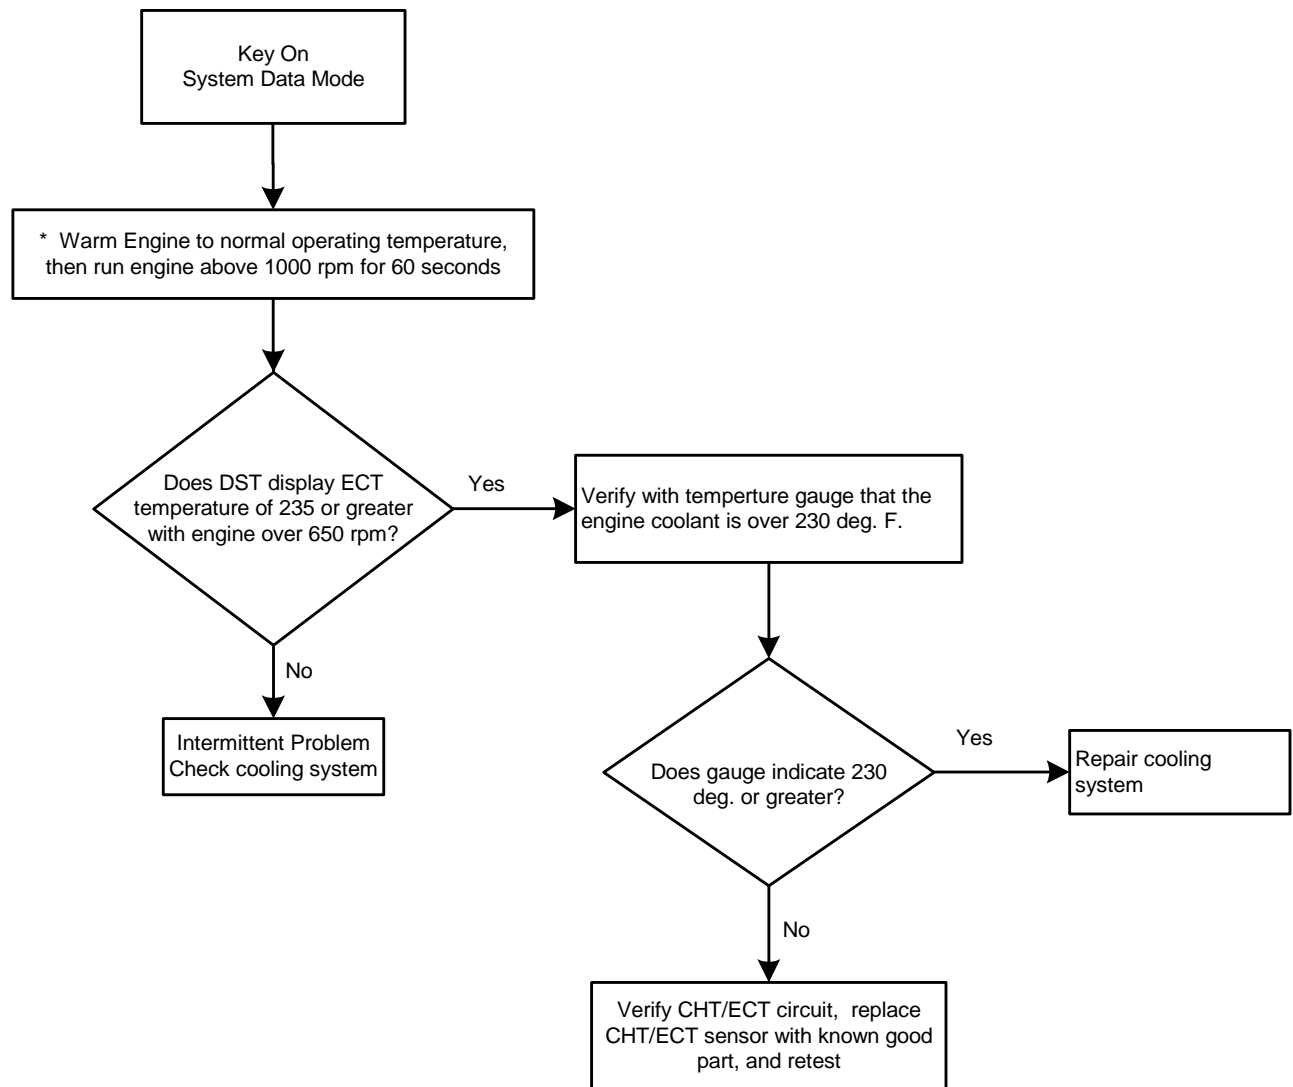 Key On
System Data Mode
* Warm Engine to normal operating temperature,
then run engine above 1000 rpm for 60 seconds
Does DST display ECT
temperature of 235 or greater
with engine over 650 rpm?
Yes
Verify with temperture gauge that the
engine coolant is over 230 deg. F.
No
Intermittent Problem
Check cooling system
Does gauge indicate 230
deg. or greater?
Yes
Repair cooling
system
No
Verify CHT/ECT circuit, replace
CHT/ECT sensor with known good
part, and retest